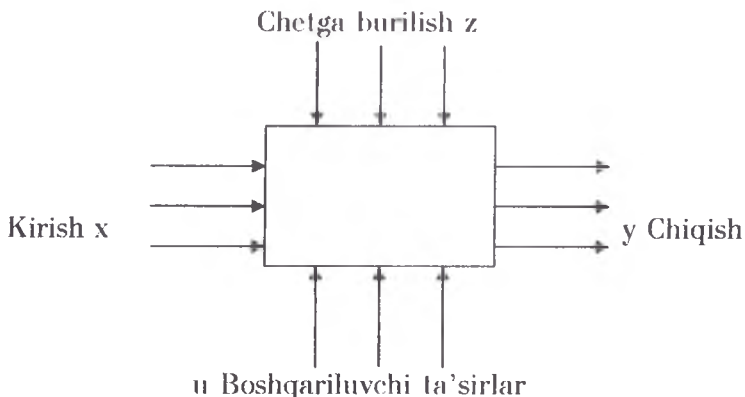 Chetga burilish z
Kirish x
y Chiqish
u Boshqariluvchi ta'sirlar